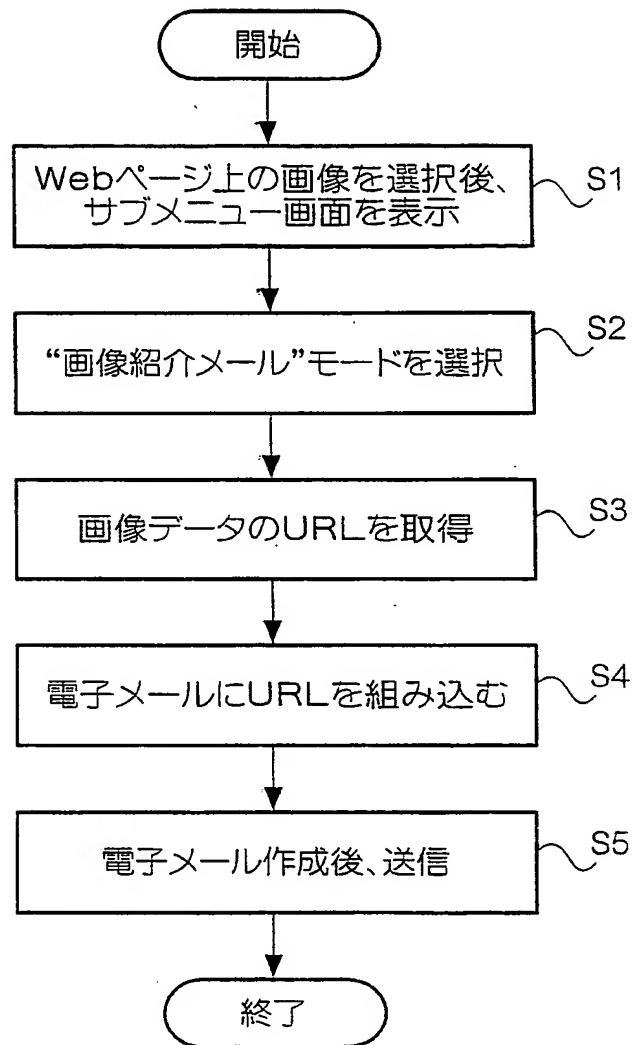 開始
Webページ上の画像を選択後、
サブメニュー画面を表示
S1
“画像紹介メール”モードを選択
S2
画像データのURLを取得
S3
電子メールにURLを組み込む
S4
電子メール作成後、送信
S5
終了